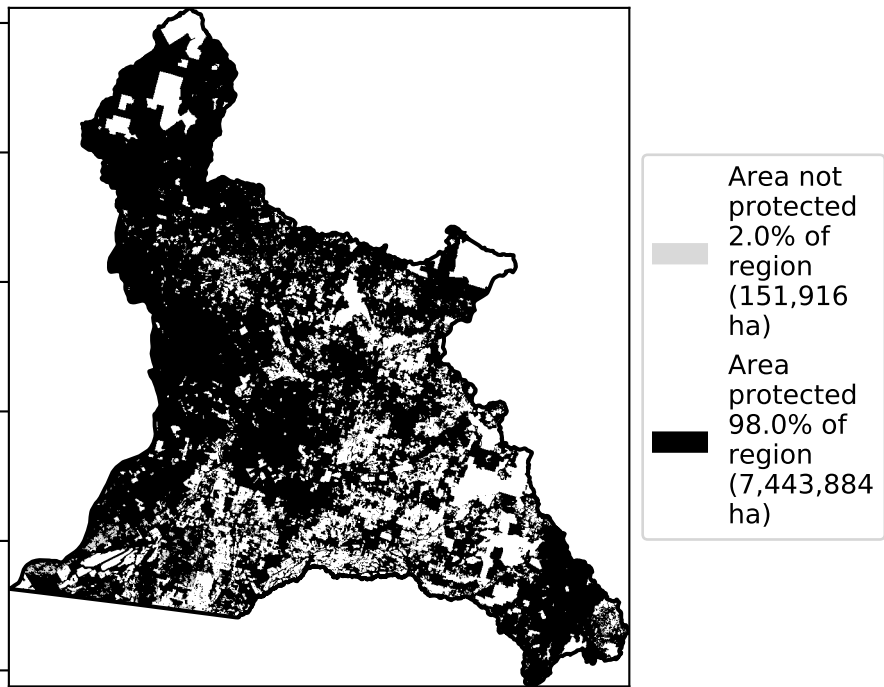 Area not
protected
2.0% of
region
(151,916
ha)
Area
protected
98.0% of
region
(7,443,884
ha)